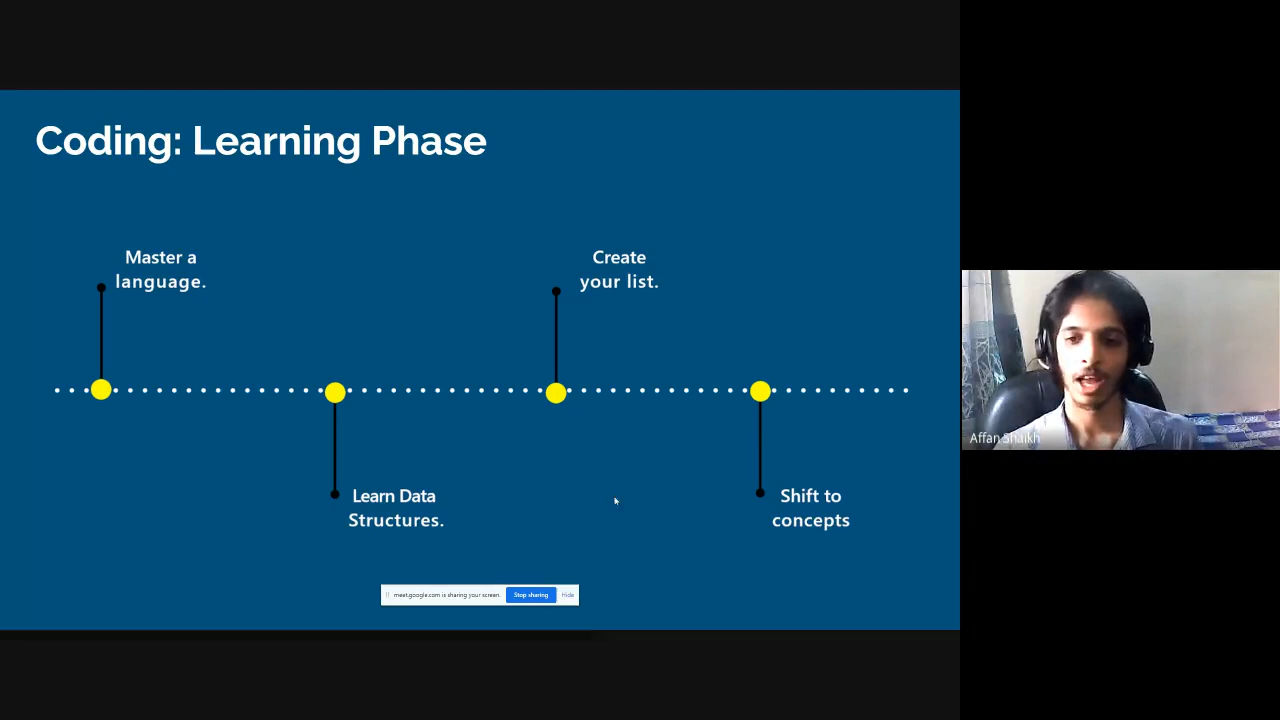 Coding: Learning Phase
Master a
language.
Create
your list.
Learn Data
Structures.
Shift to
concepts
meet.google.com is sharing your screen.
Stop sharing
Hide
Affan Shaikh